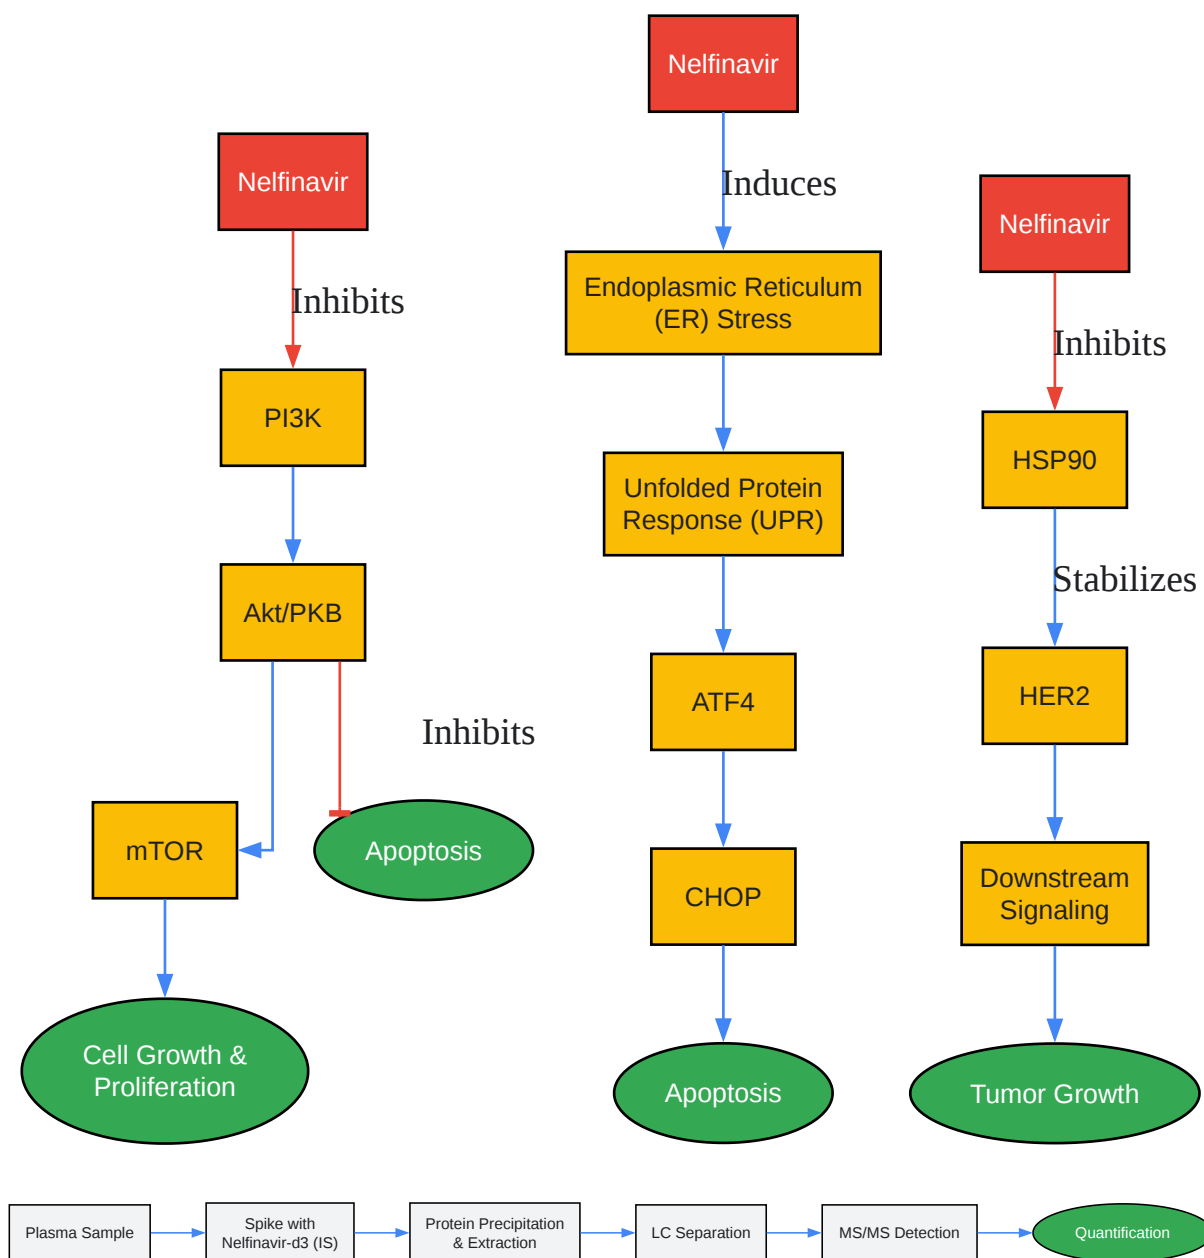 Nelfinavir
Inhibits
PI3K
Akt/PKB
Inhibits
mTOR
Apoptosis
Cell Growth &
Proliferation
Nelfinavir
Induces
Endoplasmic Reticulum
(ER) Stress
Unfolded Protein
Response (UPR)
ATF4
CHOP
Apoptosis
Nelfinavir
Inhibits
HSP90
Stabilizes
HER2
Downstream
Signaling
Tumor Growth
Plasma Sample
Spike with
Nelfinavir-d3 (IS)
Protein Precipitation
& Extraction
LC Separation
MS/MS Detection
Quantification